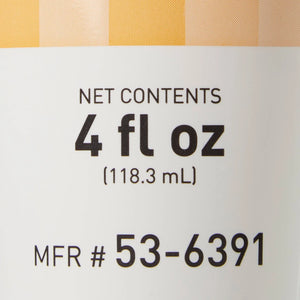 NET CONTENTS
4 fl oz
(118.3 mL)
MFR # 53-6391